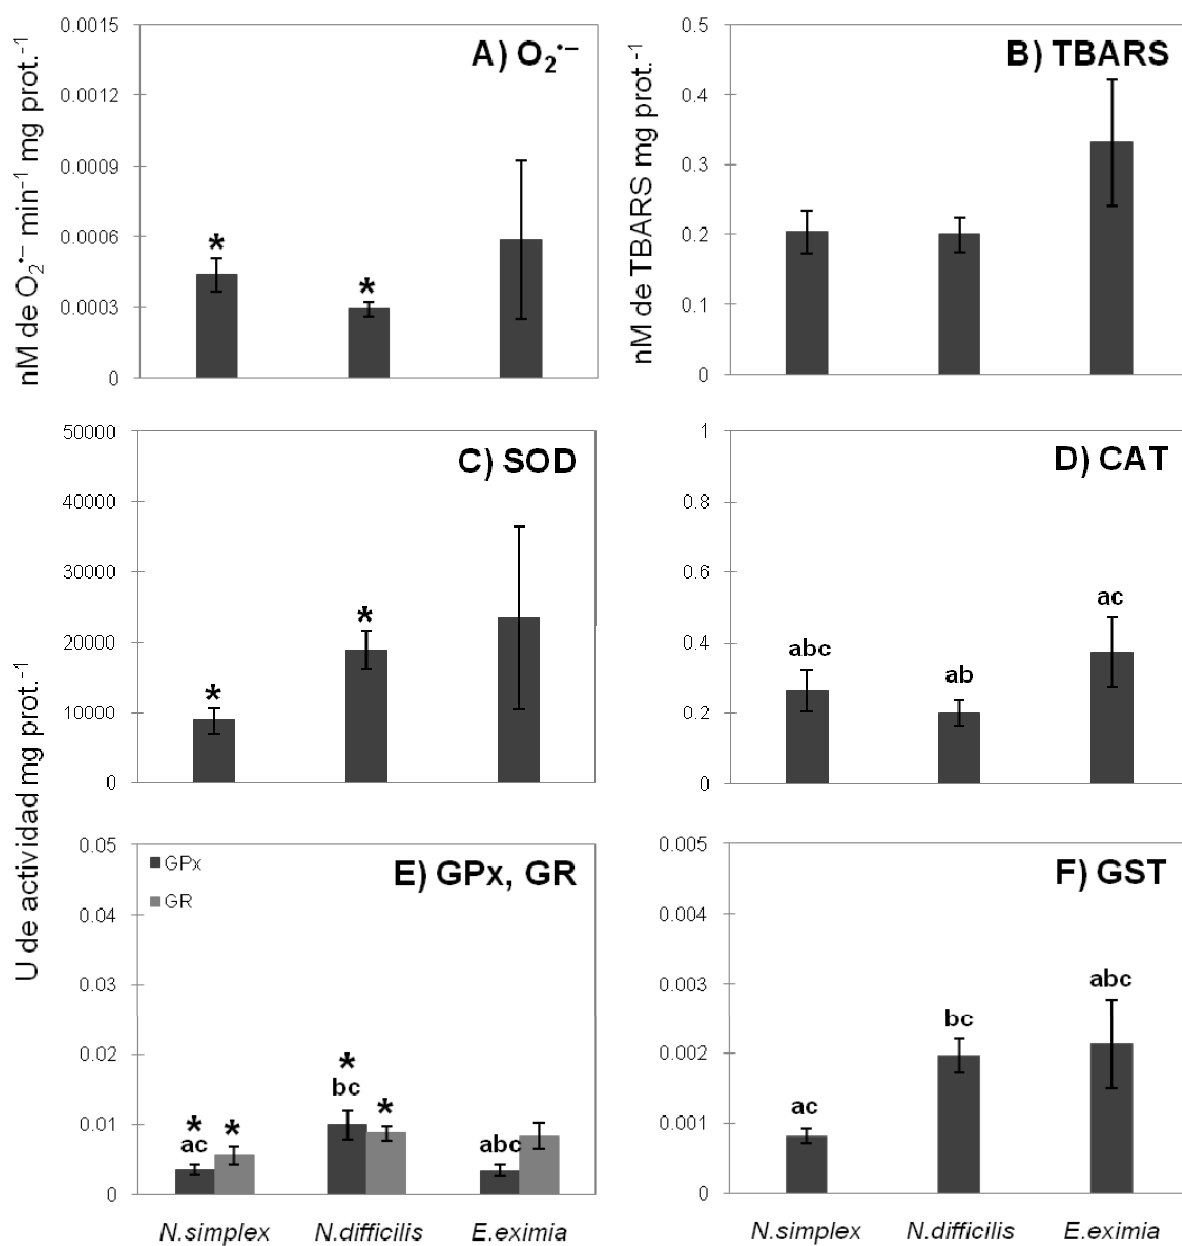 A) O₂•−
nM de O₂•− min⁻¹ mg prot.⁻¹
0.0015
0.0012
0.0009
0.0006
0.0003
0
*
*
B) TBARS
nM de TBARS mg prot.⁻¹
0.5
0.4
0.3
0.2
0.1
0
U de actividad mg prot.⁻¹
C) SOD
50000
40000
30000
20000
10000
0
*
*
D) CAT
1
0.8
0.6
0.4
0.2
0
abc
ab
ac
E) GPx, GR
GPx
GR
0.05
0.04
0.03
0.02
0.01
0
*
ac
*
*
bc
*
abc
N.simplex N.difficilis E.eximia
F) GST
0.005
0.004
0.003
0.002
0.001
0
ac
bc
abc
N.simplex N.difficilis E.eximia